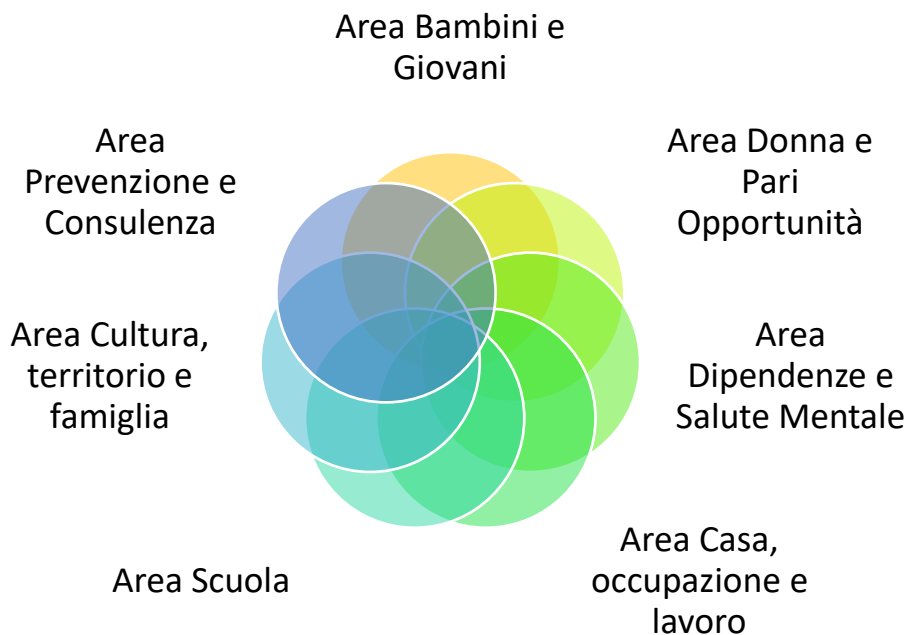 Area Bambini e
Giovani
Area Donna e
Pari
Opportunità
Area
Dipendenze e
Salute Mentale
Area Casa,
occupazione e
lavoro
Area Scuola
Area Cultura,
territorio e
famiglia
Area
Prevenzione e
Consulenza